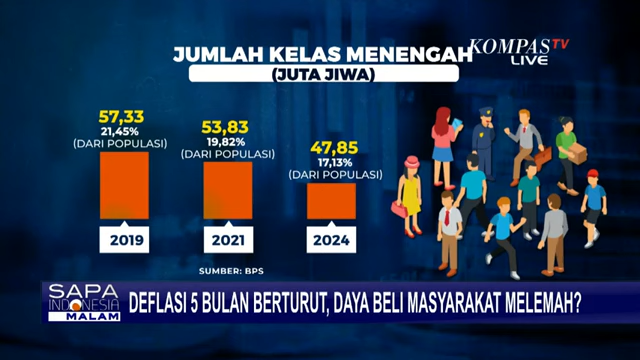 JUMLAH KELAS MENENGAH
(JUTA JIWA)
KOMPAS TV
LIVE
57,33
21,45%
(DARI POPULASI)
2019
53,83
19,82%
(DARI POPULASI)
2021
47,85
17,13%
(DARI POPULASI)
2024
SUMBER: BPS
SAPA
INDONESIA
MALAM
DEFLASI 5 BULAN BERTURUT, DAYA BELI MASYARAKAT MELEMAH?